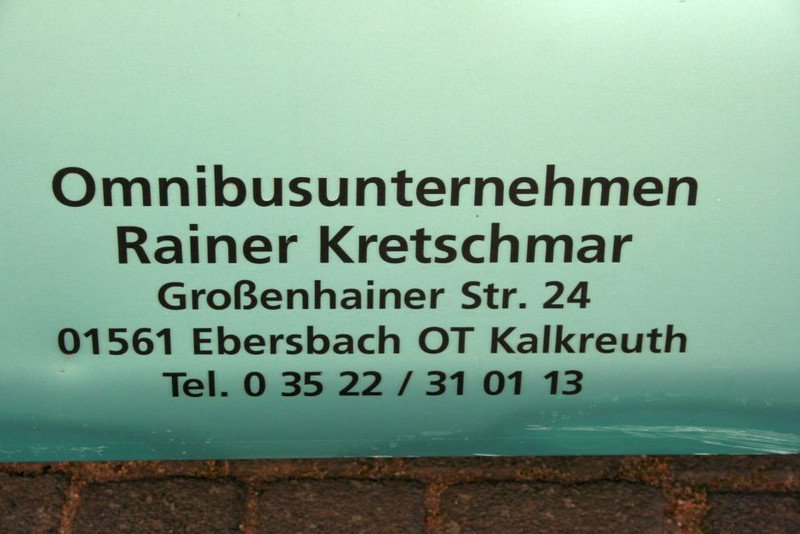 Omnibusunternehmen
Rainer Kretschmar
Großenhainer Str. 24
01561 Ebersbach OT Kalkreuth
Tel. 0 35 22 / 31 01 13